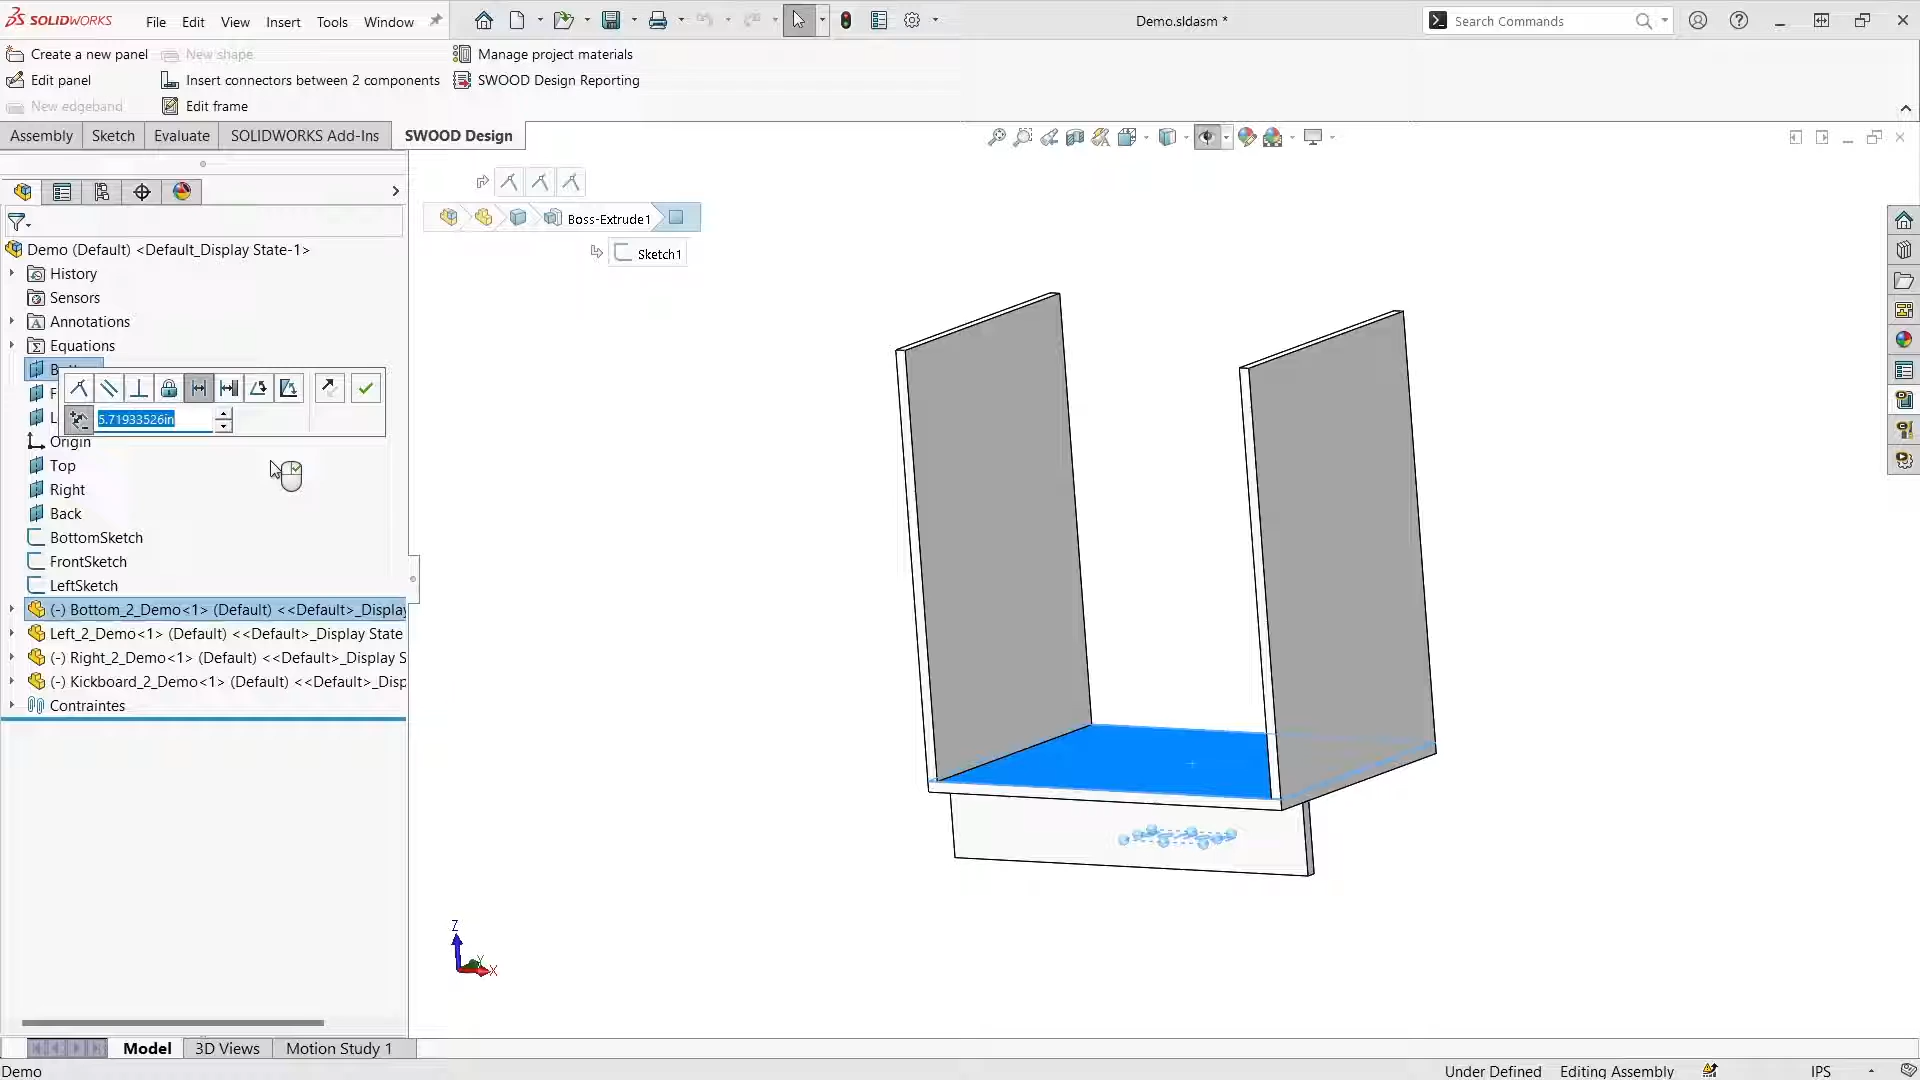 SOLIDWORKS File Edit View Insert Tools Window Demo.sldasm * Search Commands
Create a new panel New shape Manage project materials
Edit panel Insert connectors between 2 components SWOOD Design Reporting
New edgeband Edit frame
Assembly Sketch Evaluate SOLIDWORKS Add-Ins SWOOD Design
Boss-Extrude1
Sketch1
Demo (Default) <Default_Display State-1>
History
Sensors
Annotations
Equations
B
F
L
5.71933526in
Origin
Top
Right
Back
BottomSketch
FrontSketch
LeftSketch
(-) Bottom_2_Demo<1> (Default) <<Default>_Display
Left_2_Demo<1> (Default) <<Default>_Display State
(-) Right_2_Demo<1> (Default) <<Default>_Display S
(-) Kickboard_2_Demo<1> (Default) <<Default>_Disp
Contraintes
Z
Y
X
Model 3D Views Motion Study 1
Demo Under Defined Editing Assembly IPS